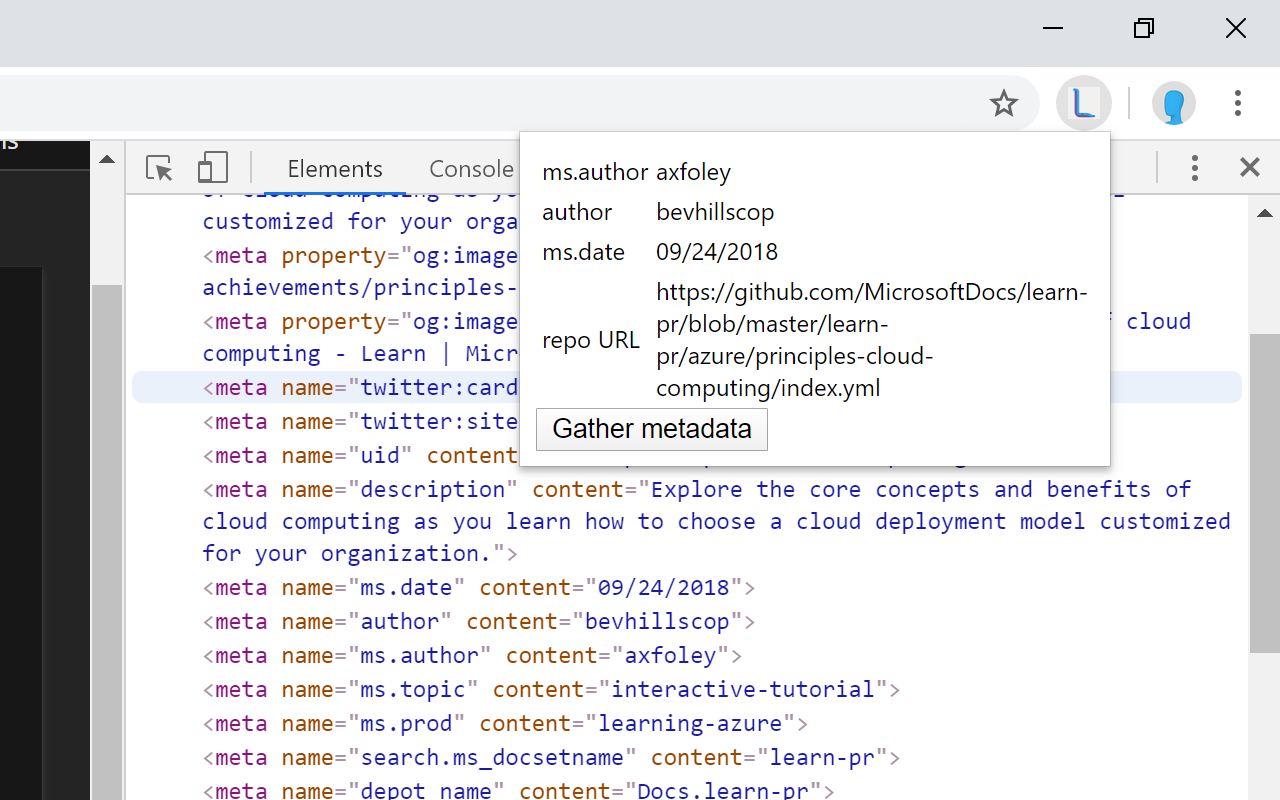 Elements Console
ms.author axfoley
author bevhillscop
ms.date 09/24/2018
repo URL https://github.com/MicrosoftDocs/learn-
pr/blob/master/learn-
pr/azure/principles-cloud-
computing/index.yml
Gather metadata
customized for your orga
<meta property="og:image
achievements/principles-
<meta property="og:image f cloud
computing - Learn | Micr
<meta name="twitter:card
<meta name="twitter:site
<meta name="uid" content
<meta name="description" content="Explore the core concepts and benefits of
cloud computing as you learn how to choose a cloud deployment model customized
for your organization.">
<meta name="ms.date" content="09/24/2018">
<meta name="author" content="bevhillscop">
<meta name="ms.author" content="axfoley">
<meta name="ms.topic" content="interactive-tutorial">
<meta name="ms.prod" content="learning-azure">
<meta name="search.ms_docsetname" content="learn-pr">
<meta name="depot_name" content="Docs.learn-pr">